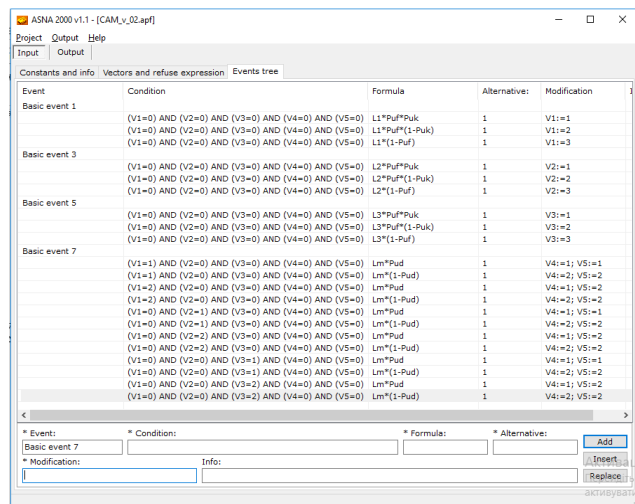 ASNA 2000 v1.1 - [CAM_v_02.apf]
Project Output Help
Input Output
Constants and info Vectors and refuse expression Events tree
Event Condition Formula Alternative: Modification
Basic event 1
(V1=0) AND (V2=0) AND (V3=0) AND (V4=0) AND (V5=0) L1*Puf*Puk 1 V1:=1
(V1=0) AND (V2=0) AND (V3=0) AND (V4=0) AND (V5=0) L1*Puf*(1-Puk) 1 V1:=2
(V1=0) AND (V2=0) AND (V3=0) AND (V4=0) AND (V5=0) L1*(1-Puf) 1 V1:=3
Basic event 3
(V1=0) AND (V2=0) AND (V3=0) AND (V4=0) AND (V5=0) L2*Puf*Puk 1 V2:=1
(V1=0) AND (V2=0) AND (V3=0) AND (V4=0) AND (V5=0) L2*Puf*(1-Puk) 1 V2:=2
(V1=0) AND (V2=0) AND (V3=0) AND (V4=0) AND (V5=0) L2*(1-Puf) 1 V2:=3
Basic event 5
(V1=0) AND (V2=0) AND (V3=0) AND (V4=0) AND (V5=0) L3*Puf*Puk 1 V3:=1
(V1=0) AND (V2=0) AND (V3=0) AND (V4=0) AND (V5=0) L3*Puf*(1-Puk) 1 V3:=2
(V1=0) AND (V2=0) AND (V3=0) AND (V4=0) AND (V5=0) L3*(1-Puf) 1 V3:=3
Basic event 7
(V1=1) AND (V2=0) AND (V3=0) AND (V4=0) AND (V5=0) Lm*Pud 1 V4:=1; V5:=1
(V1=1) AND (V2=0) AND (V3=0) AND (V4=0) AND (V5=0) Lm*(1-Pud) 1 V4:=2; V5:=2
(V1=2) AND (V2=0) AND (V3=0) AND (V4=0) AND (V5=0) Lm*Pud 1 V4:=1; V5:=2
(V1=2) AND (V2=0) AND (V3=0) AND (V4=0) AND (V5=0) Lm*(1-Pud) 1 V4:=2; V5:=2
(V1=0) AND (V2=1) AND (V3=0) AND (V4=0) AND (V5=0) Lm*Pud 1 V4:=1; V5:=1
(V1=0) AND (V2=1) AND (V3=0) AND (V4=0) AND (V5=0) Lm*(1-Pud) 1 V4:=2; V5:=2
(V1=0) AND (V2=2) AND (V3=0) AND (V4=0) AND (V5=0) Lm*Pud 1 V4:=1; V5:=2
(V1=0) AND (V2=2) AND (V3=0) AND (V4=0) AND (V5=0) Lm*(1-Pud) 1 V4:=2; V5:=2
(V1=0) AND (V2=0) AND (V3=1) AND (V4=0) AND (V5=0) Lm*Pud 1 V4:=1; V5:=1
(V1=0) AND (V2=0) AND (V3=1) AND (V4=0) AND (V5=0) Lm*(1-Pud) 1 V4:=2; V5:=2
(V1=0) AND (V2=0) AND (V3=2) AND (V4=0) AND (V5=0) Lm*Pud 1 V4:=1; V5:=2
(V1=0) AND (V2=0) AND (V3=2) AND (V4=0) AND (V5=0) Lm*(1-Pud) 1 V4:=2; V5:=2
* Event: * Condition: * Formula: * Alternative:
Basic event 7 Add
* Modification: Info: Insert
Replace